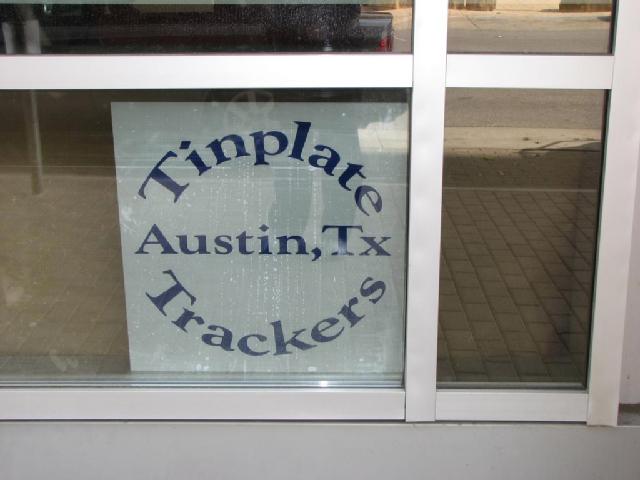 Tinplate
Austin, Tx
Trackers